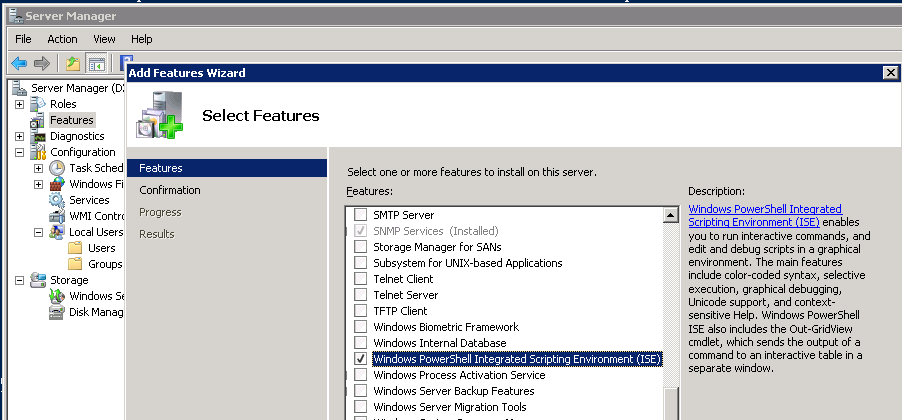 Server Manager
File Action View Help
Server Manager (D
Roles
Features
Diagnostics
Configuration
Task Sched
Windows Fi
Services
WMI Contro
Local Users
Users
Groups
Storage
Windows Se
Disk Manag
Add Features Wizard
Select Features
Features
Confirmation
Progress
Results
Select one or more features to install on this server.
Features:
SMTP Server
SNMP Services (Installed)
Storage Manager for SANs
Subsystem for UNIX-based Applications
Telnet Client
Telnet Server
TFTP Client
Windows Biometric Framework
Windows Internal Database
Windows PowerShell Integrated Scripting Environment (ISE)
Windows Process Activation Service
Windows Server Backup Features
Windows Server Migration Tools
Description:
Windows PowerShell Integrated
Scripting Environment (ISE) enables
you to run interactive commands, and
edit and debug scripts in a graphical
environment. The main features
include color-coded syntax, selective
execution, graphical debugging,
Unicode support, and context-
sensitive Help. Windows PowerShell
ISE also includes the Out-GridView
cmdlet, which sends the output of a
command to an interactive table in a
separate window.